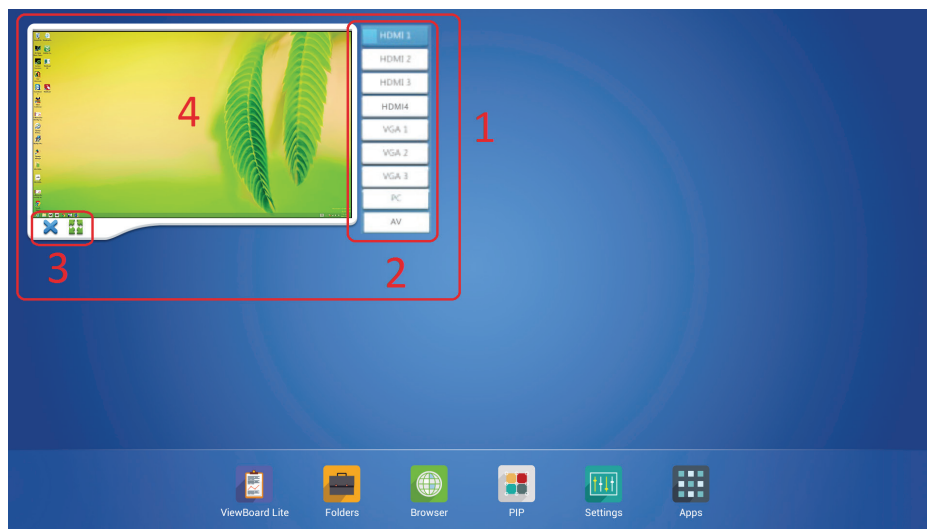 HDMI 1
HDMI 2
HDMI 3
HDMI4
VGA 1
VGA 2
VGA 3
PC
AV
1
2
3
4
ViewBoard Lite
Folders
Browser
PIP
Settings
Apps